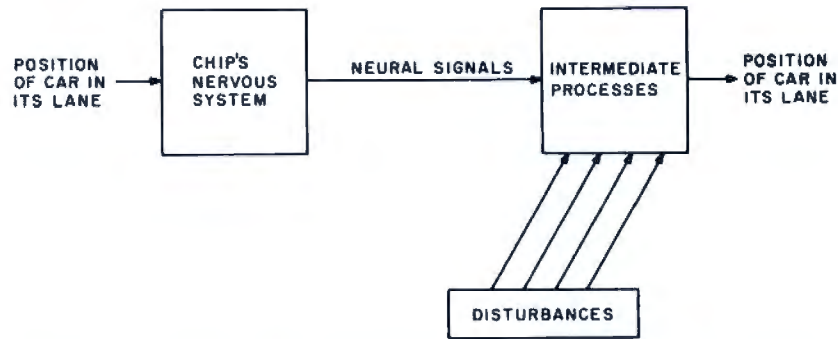 POSITION
OF CAR IN
ITS LANE
CHIP'S
NERVOUS
SYSTEM
NEURAL SIGNALS
INTERMEDIATE
PROCESSES
POSITION
OF CAR IN
ITS LANE
DISTURBANCES